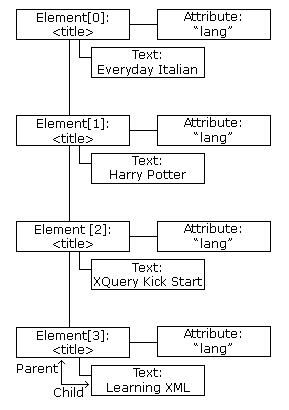 Element[0]:
<title>
Attribute:
“lang”
Text:
Everyday Italian
Element[1]:
<title>
Attribute:
“lang”
Text:
Harry Potter
Element [2]:
<title>
Attribute:
“lang”
Text:
XQuery Kick Start
Element[3]:
<title>
Attribute:
“lang”
Parent
Text:
Learning XML
Child